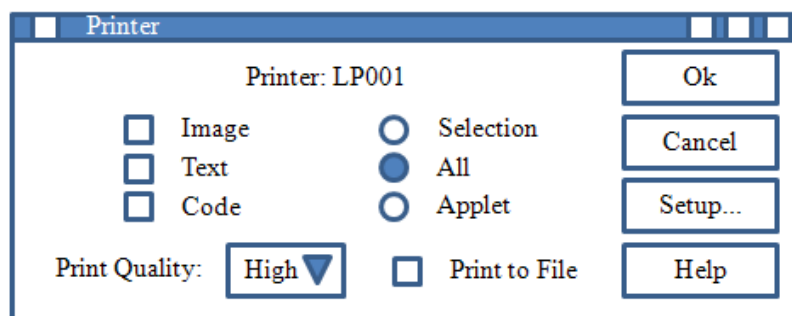 Printer
Printer: LP001 Ok
Image Selection Cancel
Text All
Code Applet Setup...
Print Quality: High Print to File Help